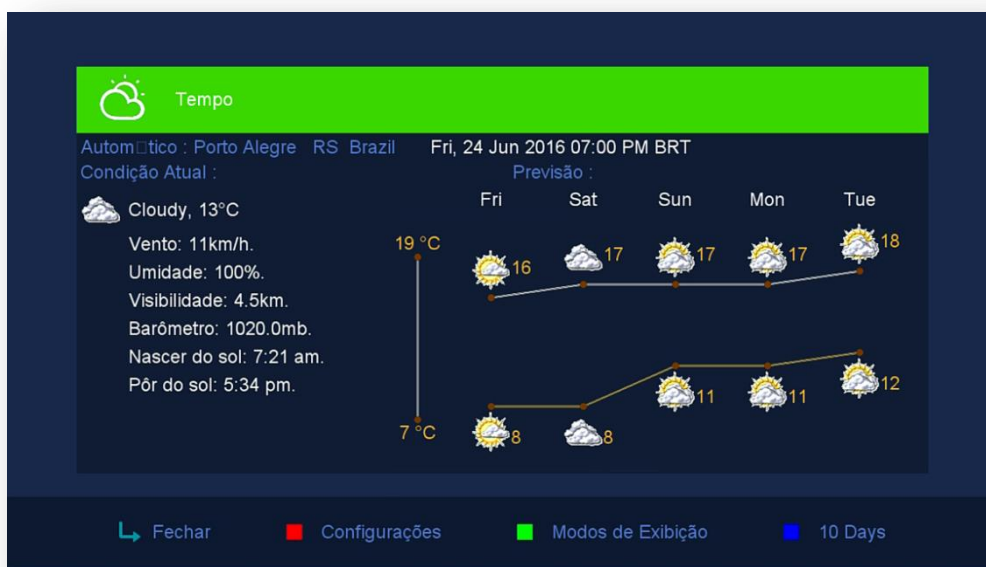 Tempo
Autom□tico : Porto Alegre RS Brazil Fri, 24 Jun 2016 07:00 PM BRT
Condição Atual : Previsão :
Fri Sat Sun Mon Tue
Cloudy, 13°C
Vento: 11km/h.
Umidade: 100%.
Visibilidade: 4.5km.
Barômetro: 1020.0mb.
Nascer do sol: 7:21 am.
Pôr do sol: 5:34 pm.
19 °C
16 17 17 17 18
7 °C
8 8 11 11 12
Fechar Configurações Modos de Exibição 10 Days